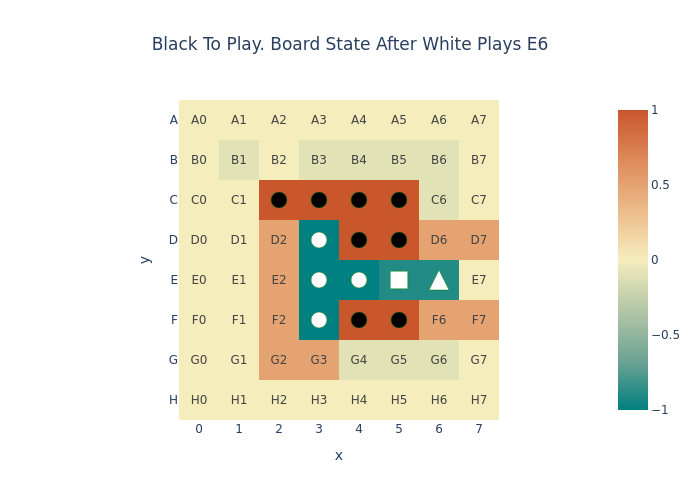 Black To Play. Board State After White Plays E6
A A0 A1 A2 A3 A4 A5 A6 A7
B B0 B1 B2 B3 B4 B5 B6 B7
C C0 C1 C6 C7
D D0 D1 D2 D6 D7
E E0 E1 E2 E7
F F0 F1 F2 F6 F7
G G0 G1 G2 G3 G4 G5 G6 G7
H H0 H1 H2 H3 H4 H5 H6 H7
0 1 2 3 4 5 6 7
x
y
1
0.5
0
−0.5
−1